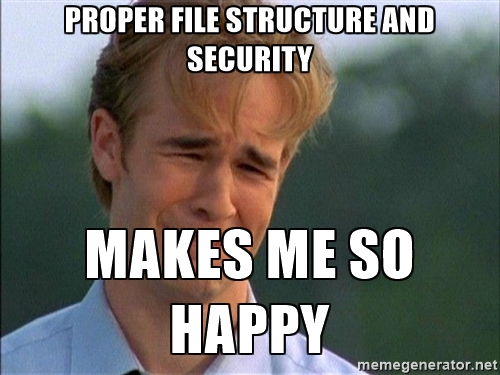 PROPER FILE STRUCTURE AND
SECURITY
MAKES ME SO
HAPPY
memegenerator.net